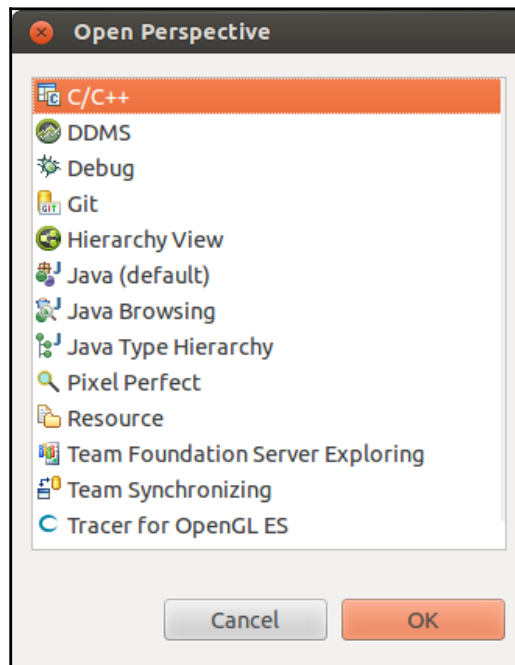 Open Perspective
C/C++
DDMS
Debug
Git
Hierarchy View
Java (default)
Java Browsing
Java Type Hierarchy
Pixel Perfect
Resource
Team Foundation Server Exploring
Team Synchronizing
Tracer for OpenGL ES
Cancel OK